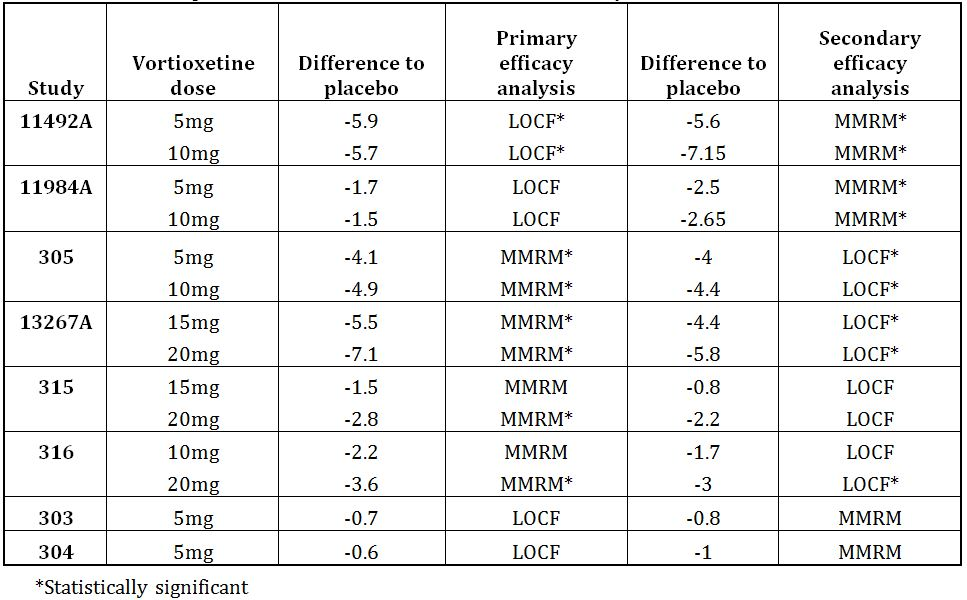 Study Vortioxetine dose Difference to placebo Primary efficacy analysis Difference to placebo Secondary efficacy analysis
11492A 5mg -5.9 LOCF* -5.6 MMRM*
10mg -5.7 LOCF* -7.15 MMRM*
11984A 5mg -1.7 LOCF -2.5 MMRM*
10mg -1.5 LOCF -2.65 MMRM*
305 5mg -4.1 MMRM* -4 LOCF*
10mg -4.9 MMRM* -4.4 LOCF*
13267A 15mg -5.5 MMRM* -4.4 LOCF*
20mg -7.1 MMRM* -5.8 LOCF*
315 15mg -1.5 MMRM -0.8 LOCF
20mg -2.8 MMRM* -2.2 LOCF
316 10mg -2.2 MMRM -1.7 LOCF
20mg -3.6 MMRM* -3 LOCF*
303 5mg -0.7 LOCF -0.8 MMRM
304 5mg -0.6 LOCF -1 MMRM
*Statistically significant